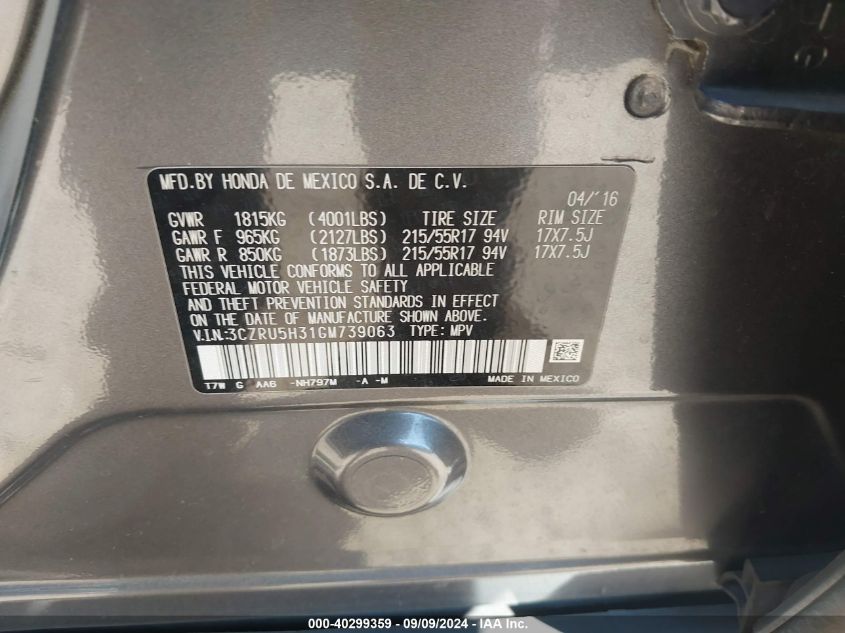 MFD.BY HONDA DE MEXICO S.A. DE C.V.
04/'16
GVWR 1815KG (4001LBS) TIRE SIZE RIM SIZE
GAWR F 965KG (2127LBS) 215/55R17 94V 17X7.5J
GAWR R 850KG (1873LBS) 215/55R17 94V 17X7.5J
THIS VEHICLE CONFORMS TO ALL APPLICABLE
FEDERAL MOTOR VEHICLE SAFETY
AND THEFT PREVENTION STANDARDS IN EFFECT
ON THE DATE OF MANUFACTURE SHOWN ABOVE.
V.I.N.:3CZRU5H31GM739063 TYPE: MPV
T7W G AA6 -NH797M -A -M MADE IN MEXICO
000-40299359 - 09/09/2024 - IAA Inc.